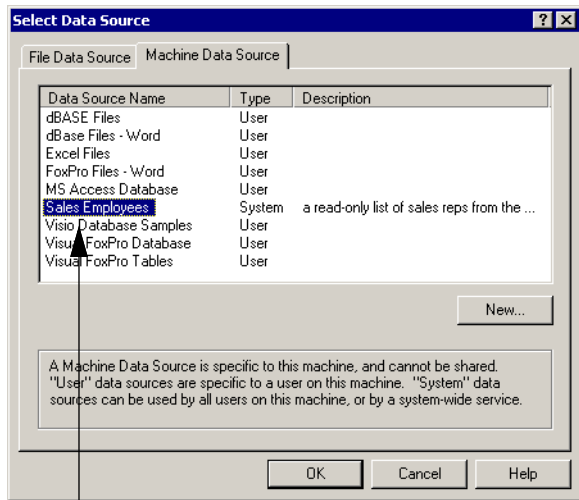 Select Data Source
File Data Source Machine Data Source
Data Source Name Type Description
dBASE Files User
dBase Files - Word User
Excel Files User
FoxPro Files - Word User
MS Access Database User
Sales Employees System a read-only list of sales reps from the ...
Visio Database Samples User
Visual FoxPro Database User
Visual FoxPro Tables User
New...
A Machine Data Source is specific to this machine, and cannot be shared.
"User" data sources are specific to a user on this machine. "System" data
sources can be used by all users on this machine, or by a system-wide service.
OK Cancel Help